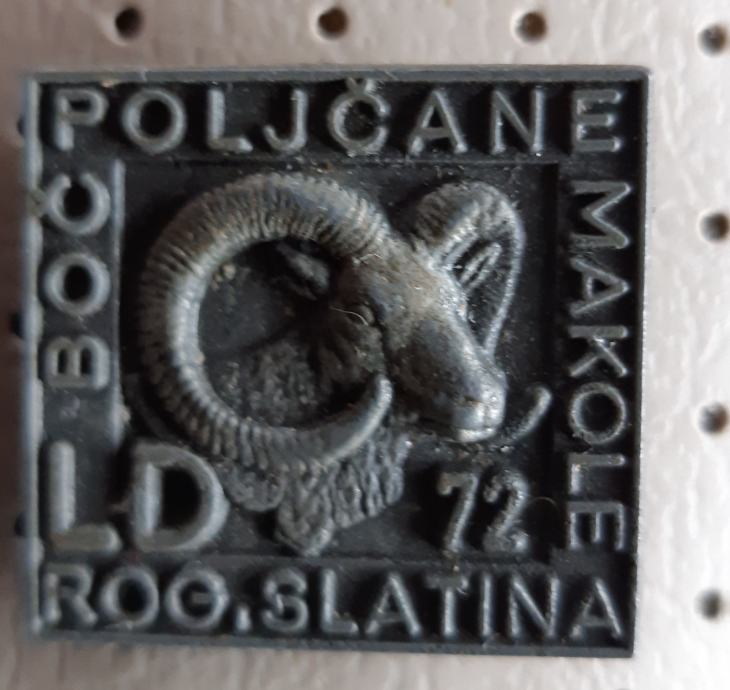 POLJČANE
MAKOLE
BOČ
LD
72
ROG.SLATINA